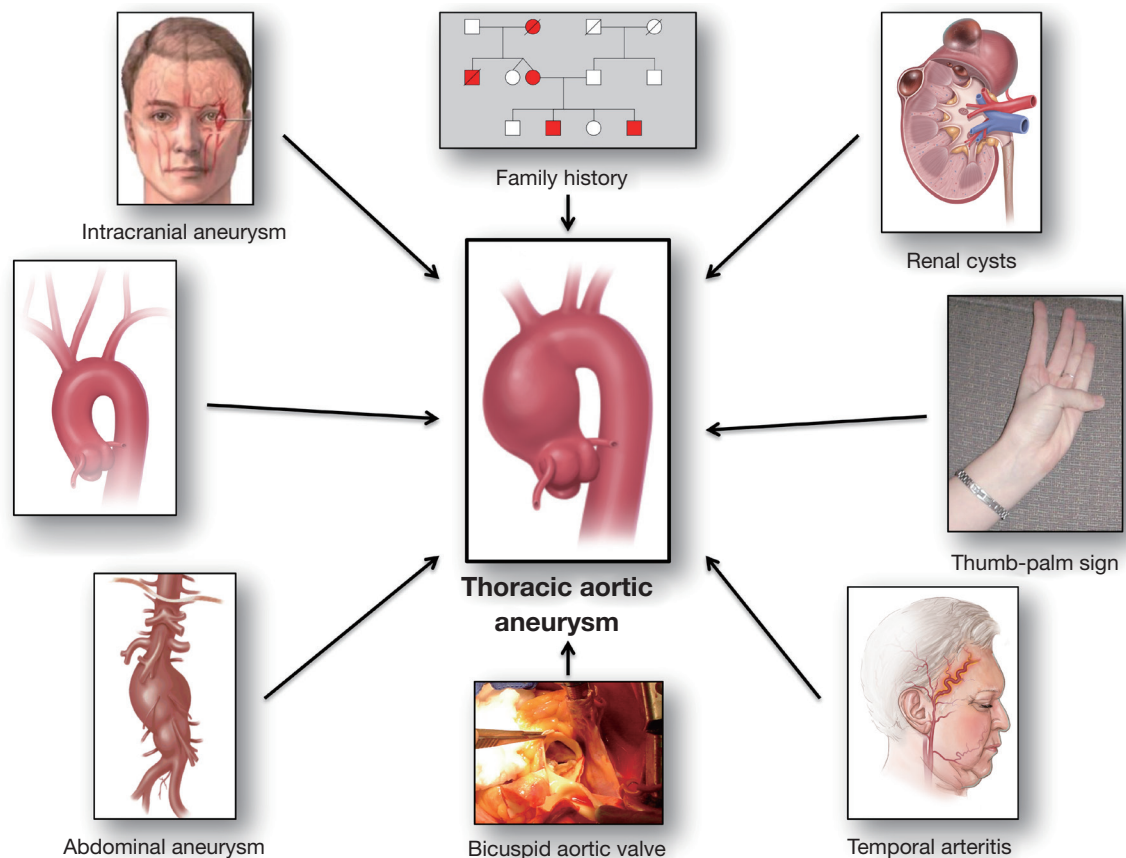 Family history
Intracranial aneurysm
Renal cysts
Thumb-palm sign
Thoracic aortic
aneurysm
Abdominal aneurysm
Bicuspid aortic valve
Temporal arteritis